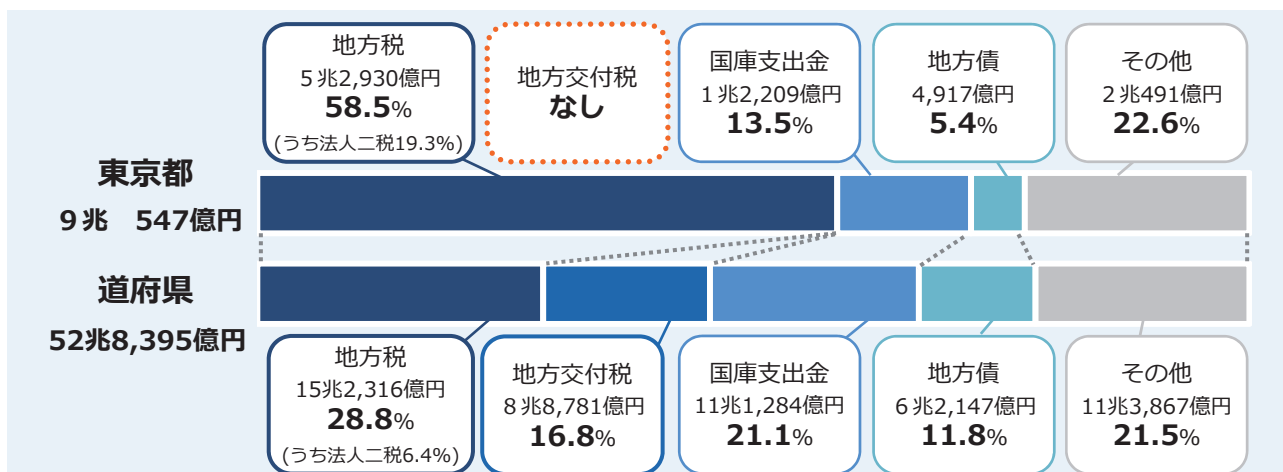 地方税
5兆2,930億円
58.5%
(うち法人二税19.3%)
地方交付税
なし
国庫支出金
1兆2,209億円
13.5%
地方債
4,917億円
5.4%
その他
2兆491億円
22.6%
東京都
9兆　547億円
道府県
52兆8,395億円
地方税
15兆2,316億円
28.8%
(うち法人二税6.4%)
地方交付税
8兆8,781億円
16.8%
国庫支出金
11兆1,284億円
21.1%
地方債
6兆2,147億円
11.8%
その他
11兆3,867億円
21.5%